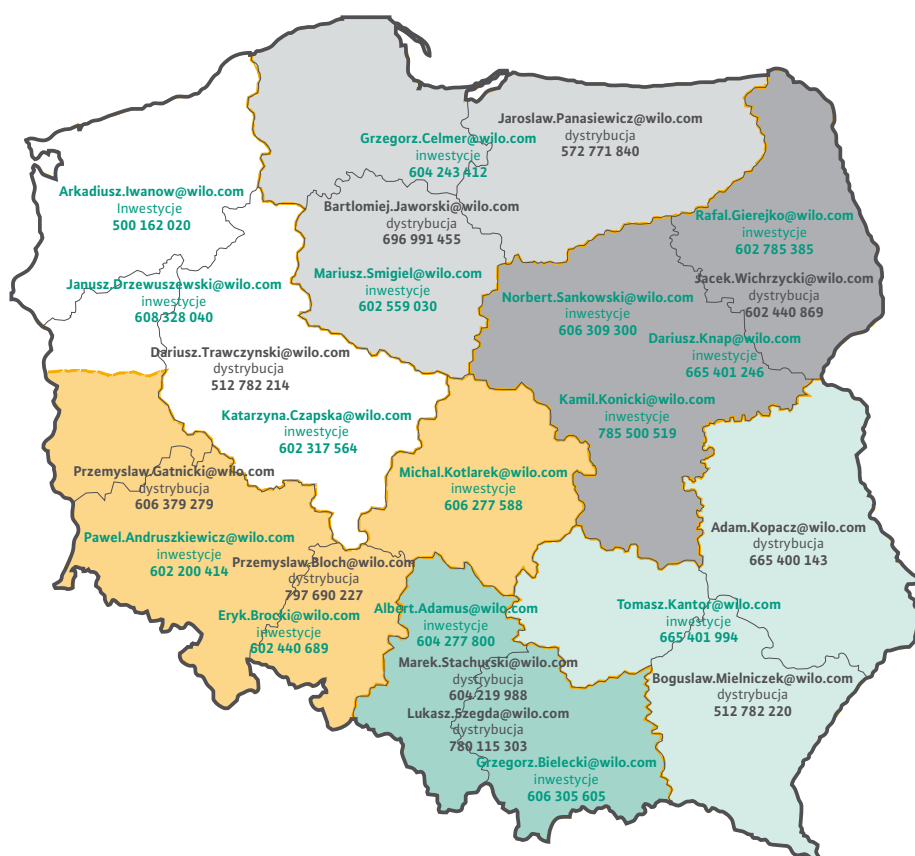 Jaroslaw.Panasiewicz@wilo.com
dystrybucja
572 771 840
Grzegorz.Celmer@wilo.com
inwestycje
604 243 412
Arkadiusz.Iwanow@wilo.com
Inwestycje
500 162 020
Bartlomiej.Jaworski@wilo.com
dystrybucja
696 991 455
Rafal.Gierejko@wilo.com
inwestycje
602 785 385
Mariusz.Smigiel@wilo.com
inwestycje
602 559 030
Janusz.Drzewuszewski@wilo.com
inwestycje
608 328 040
Jacek.Wichrzycki@wilo.com
dystrybucja
602 440 869
Norbert.Sankowski@wilo.com
inwestycje
606 309 300
Dariusz.Knap@wilo.com
inwestycje
665 401 246
Dariusz.Trawczynski@wilo.com
dystrybucja
512 782 214
Kamil.Konicki@wilo.com
inwestycje
785 500 519
Katarzyna.Czapska@wilo.com
inwestycje
602 317 564
Przemyslaw.Gatnicki@wilo.com
dystrybucja
606 379 279
Michal.Kotlarek@wilo.com
inwestycje
606 277 588
Adam.Kopacz@wilo.com
dystrybucja
665 400 143
Pawel.Andruszkiewicz@wilo.com
inwestycje
602 200 414
Przemyslaw.Bloch@wilo.com
dystrybucja
797 690 227
Eryk.Brocki@wilo.com
inwestycje
602 440 689
Albert.Adamus@wilo.com
inwestycje
604 277 800
Tomasz.Kantor@wilo.com
inwestycje
665 401 994
Marek.Stachurski@wilo.com
dystrybucja
604 219 988
Boguslaw.Mielniczek@wilo.com
dystrybucja
512 782 220
Lukasz.Szegda@wilo.com
dystrybucja
780 115 303
Grzegorz.Bielecki@wilo.com
inwestycje
606 305 605